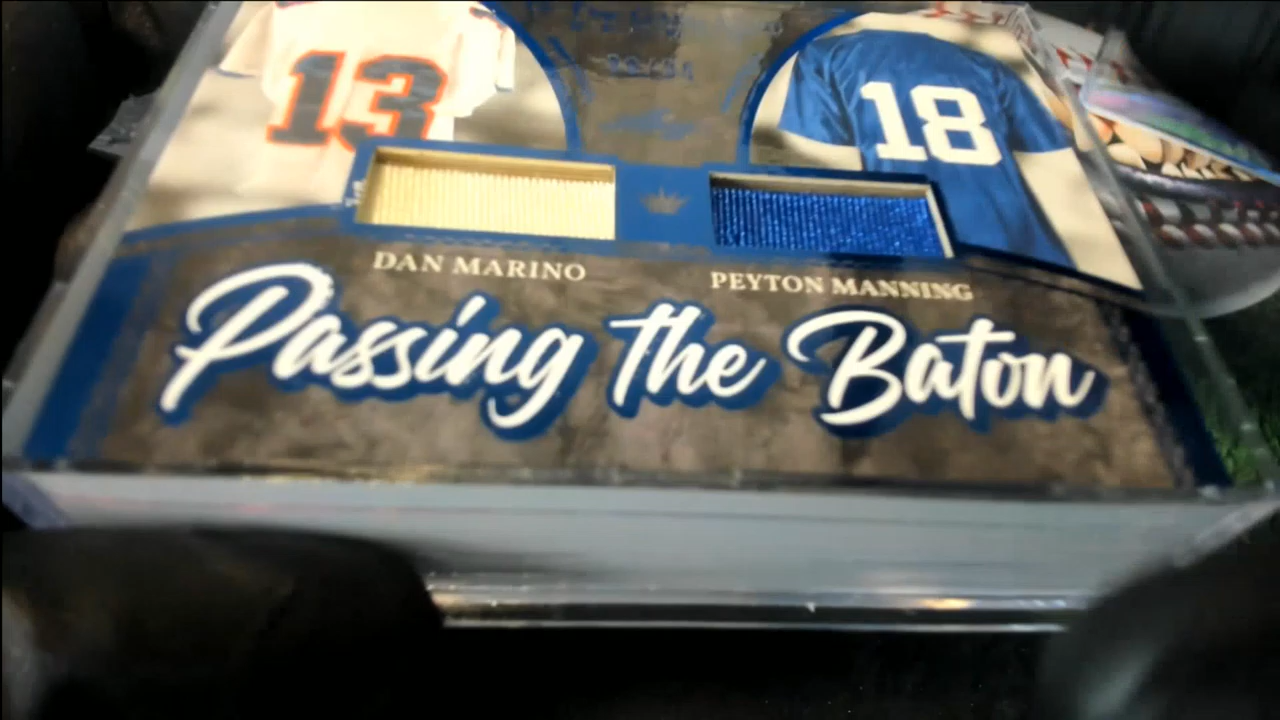 13
18
DAN MARINO
PEYTON MANNING
Passing the Baton